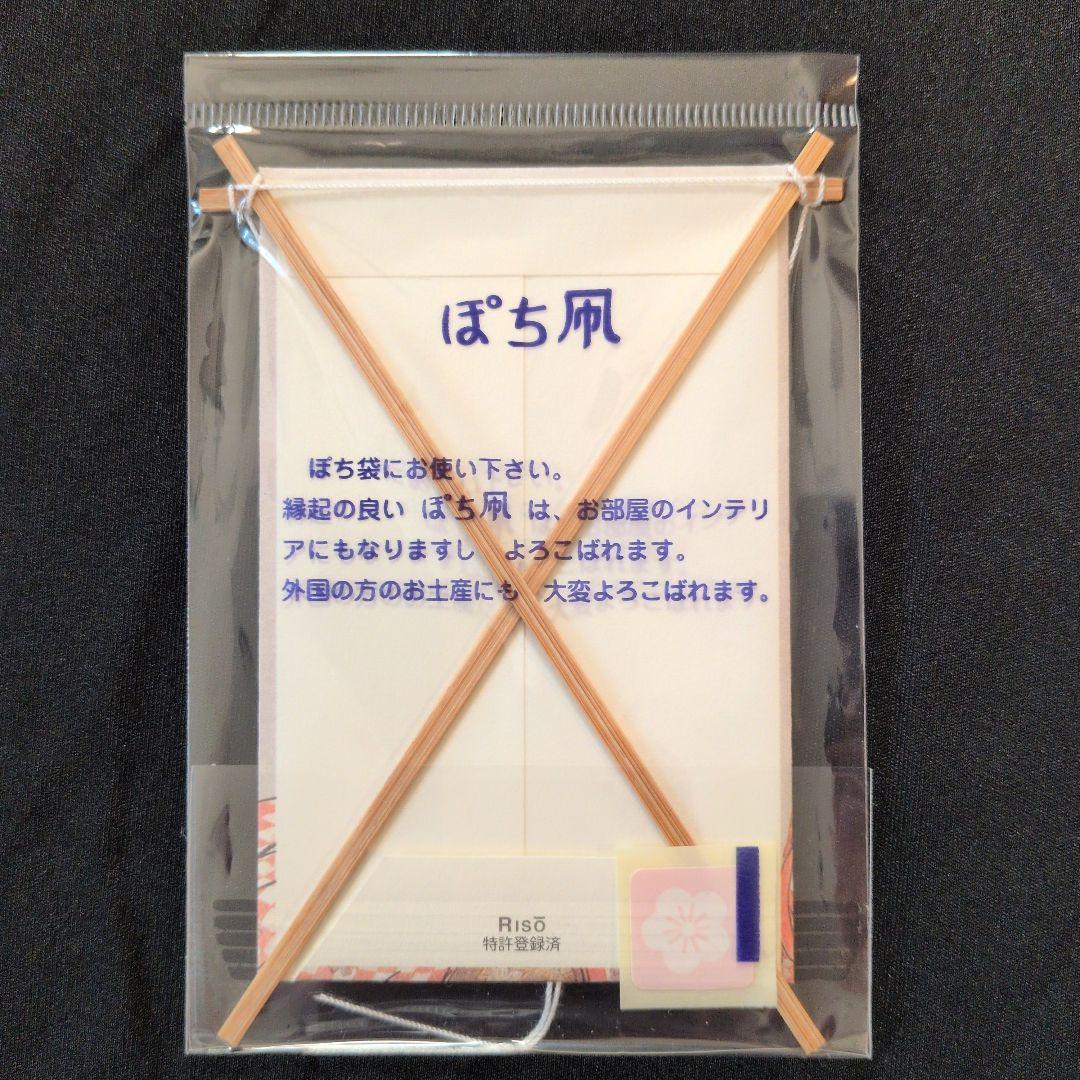 ぽち凧
ぽち袋にお使い下さい。
縁起の良い ぽち凧 は、お部屋のインテリ
アにもなりますし よろこばれます。
外国の方のお土産にも 大変よろこばれます。
RISŌ
特許登録済